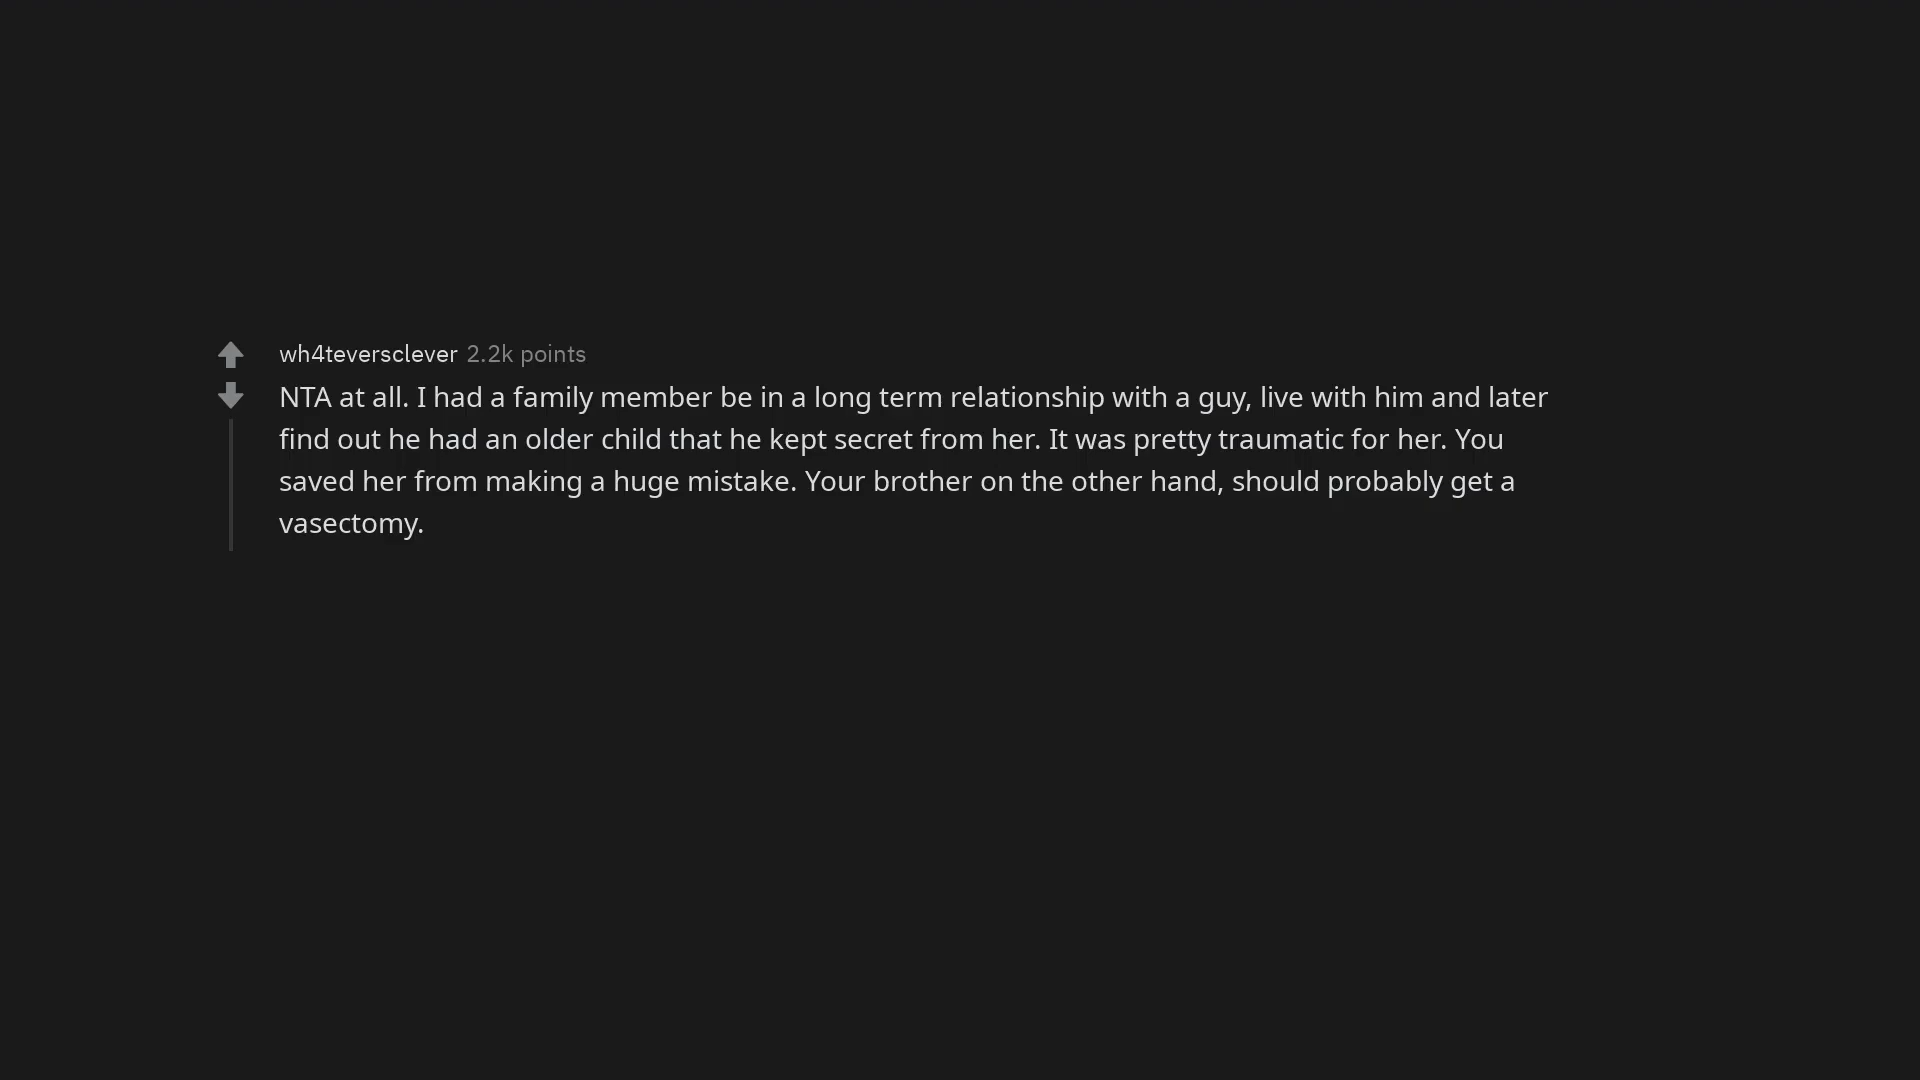 wh4teversclever 2.2k points
NTA at all. I had a family member be in a long term relationship with a guy, live with him and later
find out he had an older child that he kept secret from her. It was pretty traumatic for her. You
saved her from making a huge mistake. Your brother on the other hand, should probably get a
vasectomy.